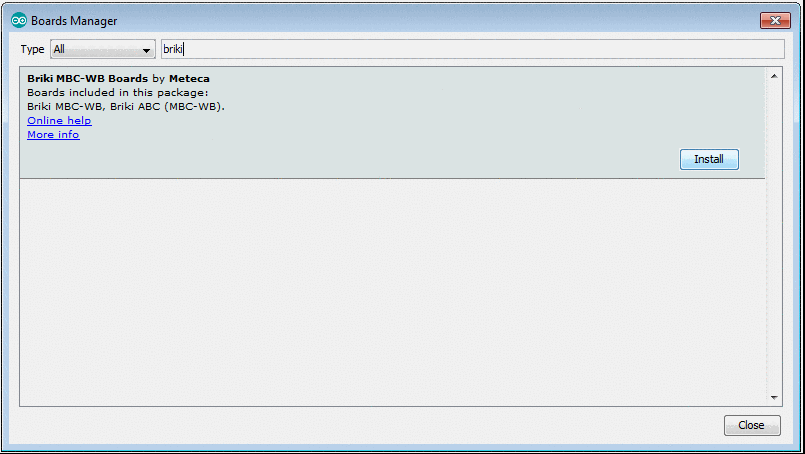 Boards Manager
Type All briki
Briki MBC-WB Boards by Meteca
Boards included in this package:
Briki MBC-WB, Briki ABC (MBC-WB).
Online help
More info
Install
Close